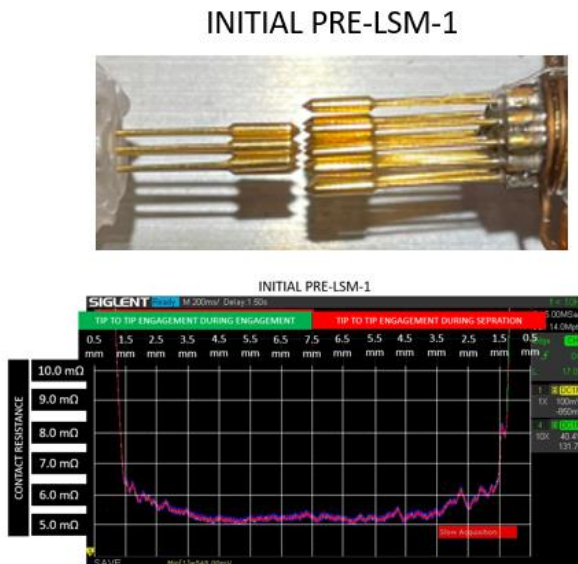 INITIAL PRE-LSM-1
INITIAL PRE-LSM-1
SIGLENT Ready M 200ms/ Delay:1.50s
TIP TO TIP ENGAGEMENT DURING ENGAGEMENT
TIP TO TIP ENGAGEMENT DURING SEPRATION
0.5 mm 1.5 mm 2.5 mm 3.5 mm 4.5 mm 5.5 mm 6.5 mm 7.5 mm 6.5 mm 5.5 mm 4.5 mm 3.5 mm 2.5 mm 1.5 mm 0.5 mm
CONTACT RESISTANCE
10.0 mΩ
9.0 mΩ
8.0 mΩ
7.0 mΩ
6.0 mΩ
5.0 mΩ
Slow Acquisition
SAVE